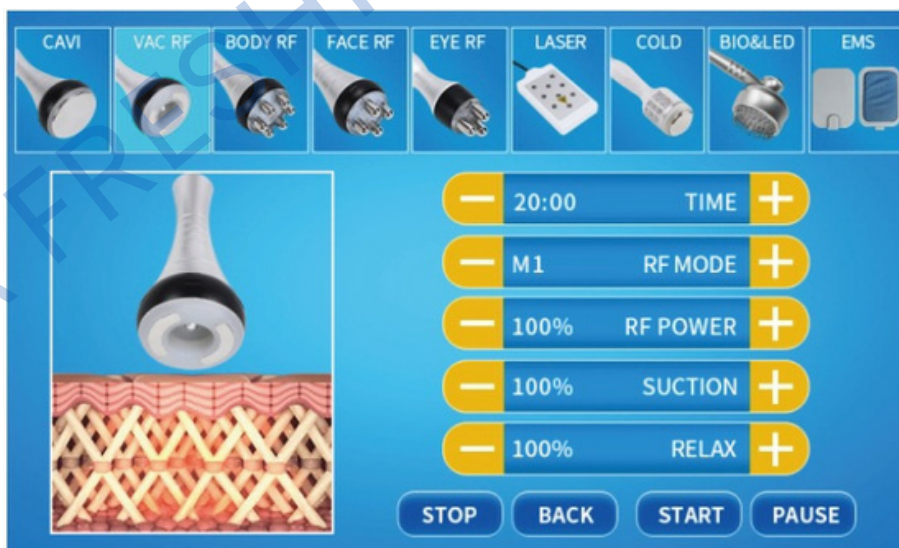 CAVI
VAC RF
BODY RF
FACE RF
EYE RF
LASER
COLD
BIO&LED
EMS
20:00 TIME
M1 RF MODE
100% RF POWER
100% SUCTION
100% RELAX
STOP BACK START PAUSE
FRESH